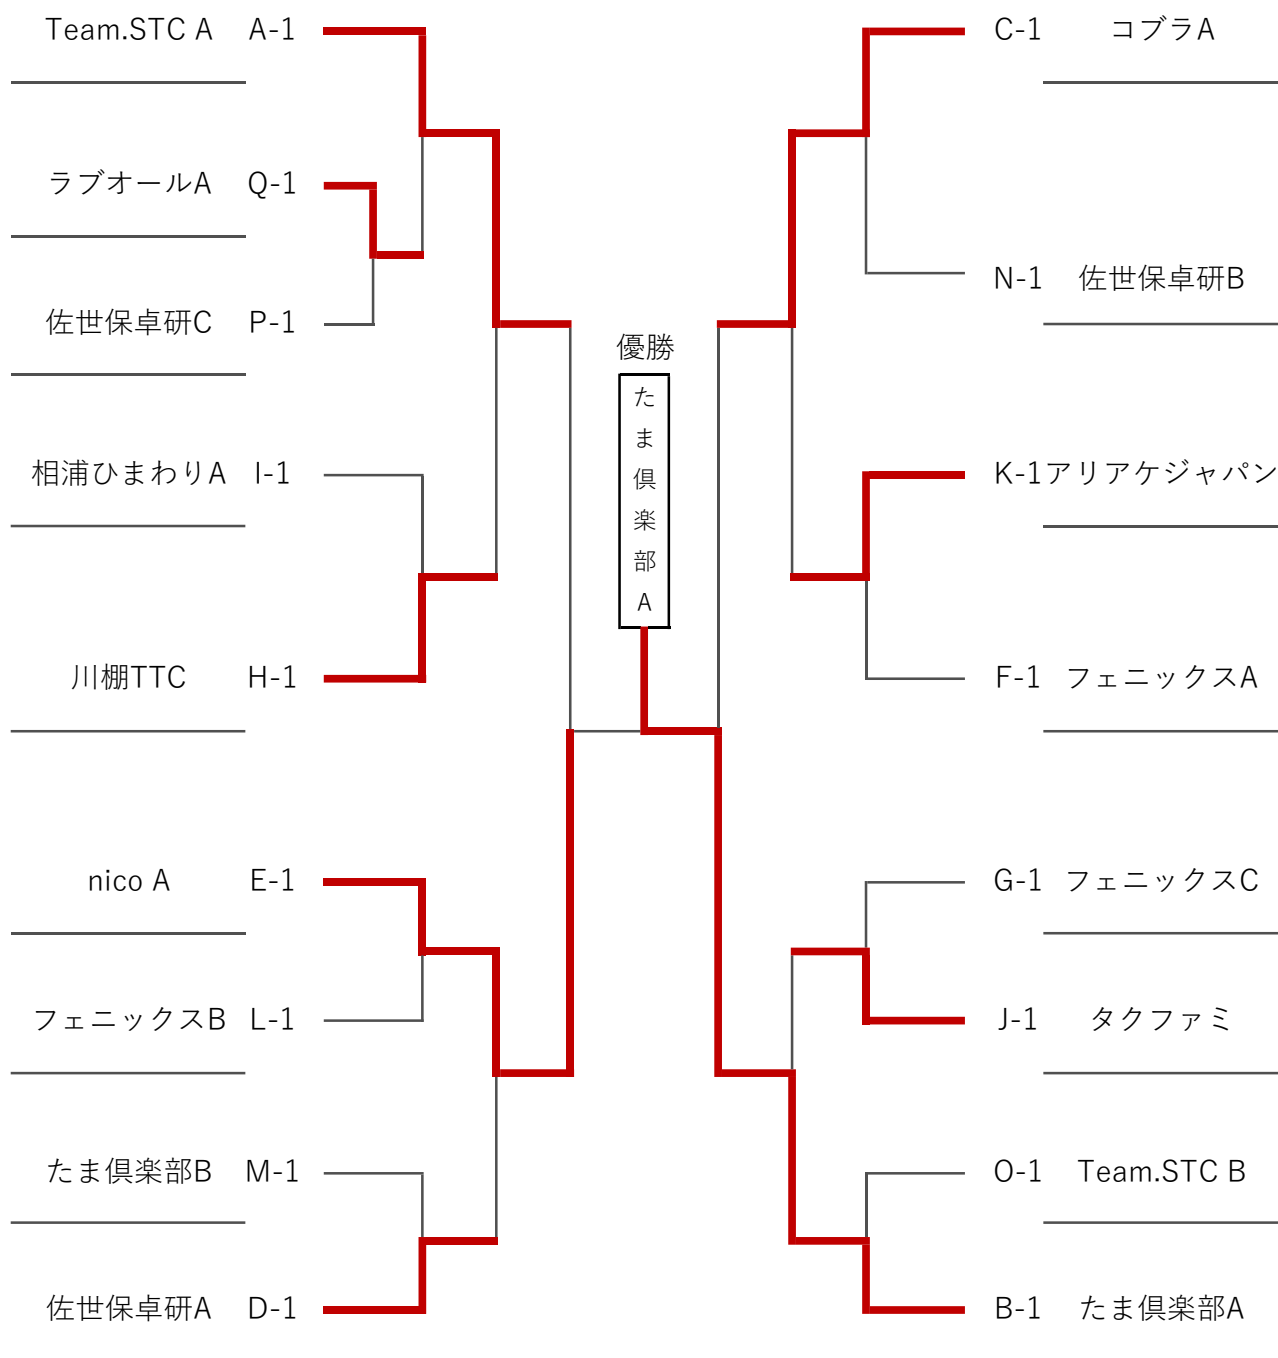 Team.STC A A-1
ラブオールA Q-1
佐世保卓研C P-1
相浦ひまわりA I-1
川棚TTC H-1
nico A E-1
フェニックスB L-1
たま倶楽部B M-1
佐世保卓研A D-1
優勝
たま倶楽部A
C-1 コブラA
N-1 佐世保卓研B
K-1アリアケジャパン
F-1 フェニックスA
G-1 フェニックスC
J-1 タクファミ
O-1 Team.STC B
B-1 たま倶楽部A